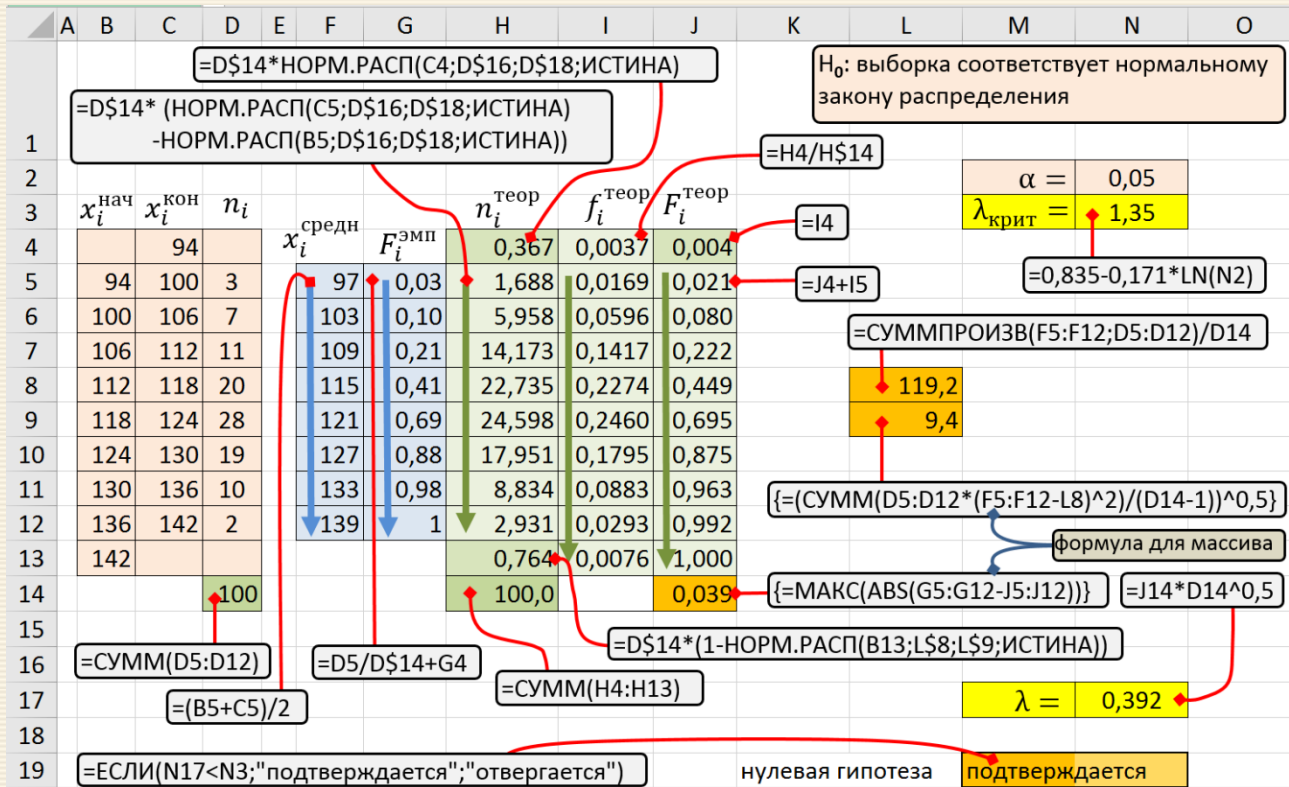 A B C D E F G H I J K L M N O
=D$14*НОРМ.РАСП(C4;D$16;D$18;ИСТИНА)
H₀: выборка соответствует нормальному
закону распределения
=D$14* (НОРМ.РАСП(C5;D$16;D$18;ИСТИНА)
-НОРМ.РАСП(B5;D$16;D$18;ИСТИНА))
1
=H4/H$14
2 α = 0,05
3 xᵢнач xᵢкон nᵢ xᵢсредн Fᵢэмп nᵢтеор fᵢтеор Fᵢтеор λкрит = 1,35
4 94 0,367 0,0037 0,004 =I4
5 94 100 3 97 0,03 1,688 0,0169 0,021 =J4+I5 =0,835-0,171*LN(N2)
6 100 106 7 103 0,10 5,958 0,0596 0,080
7 106 112 11 109 0,21 14,173 0,1417 0,222 =СУММПРОИЗВ(F5:F12;D5:D12)/D14
8 112 118 20 115 0,41 22,735 0,2274 0,449 119,2
9 118 124 28 121 0,69 24,598 0,2460 0,695 9,4
10 124 130 19 127 0,88 17,951 0,1795 0,875
11 130 136 10 133 0,98 8,834 0,0883 0,963 {=(СУММ(D5:D12*(F5:F12-L8)^2)/(D14-1))^0,5}
12 136 142 2 139 1 2,931 0,0293 0,992
13 142 0,764 0,0076 1,000 формула для массива
14 100 100,0 0,039 {=МАКС(ABS(G5:G12-J5:J12))} =J14*D14^0,5
15 =D$14*(1-НОРМ.РАСП(B13;L$8;L$9;ИСТИНА))
16 =СУММ(D5:D12) =D5/D$14+G4
=СУММ(H4:H13)
17 =(B5+C5)/2 λ = 0,392
18
19 =ЕСЛИ(N17<N3;"подтверждается";"отвергается") нулевая гипотеза подтверждается